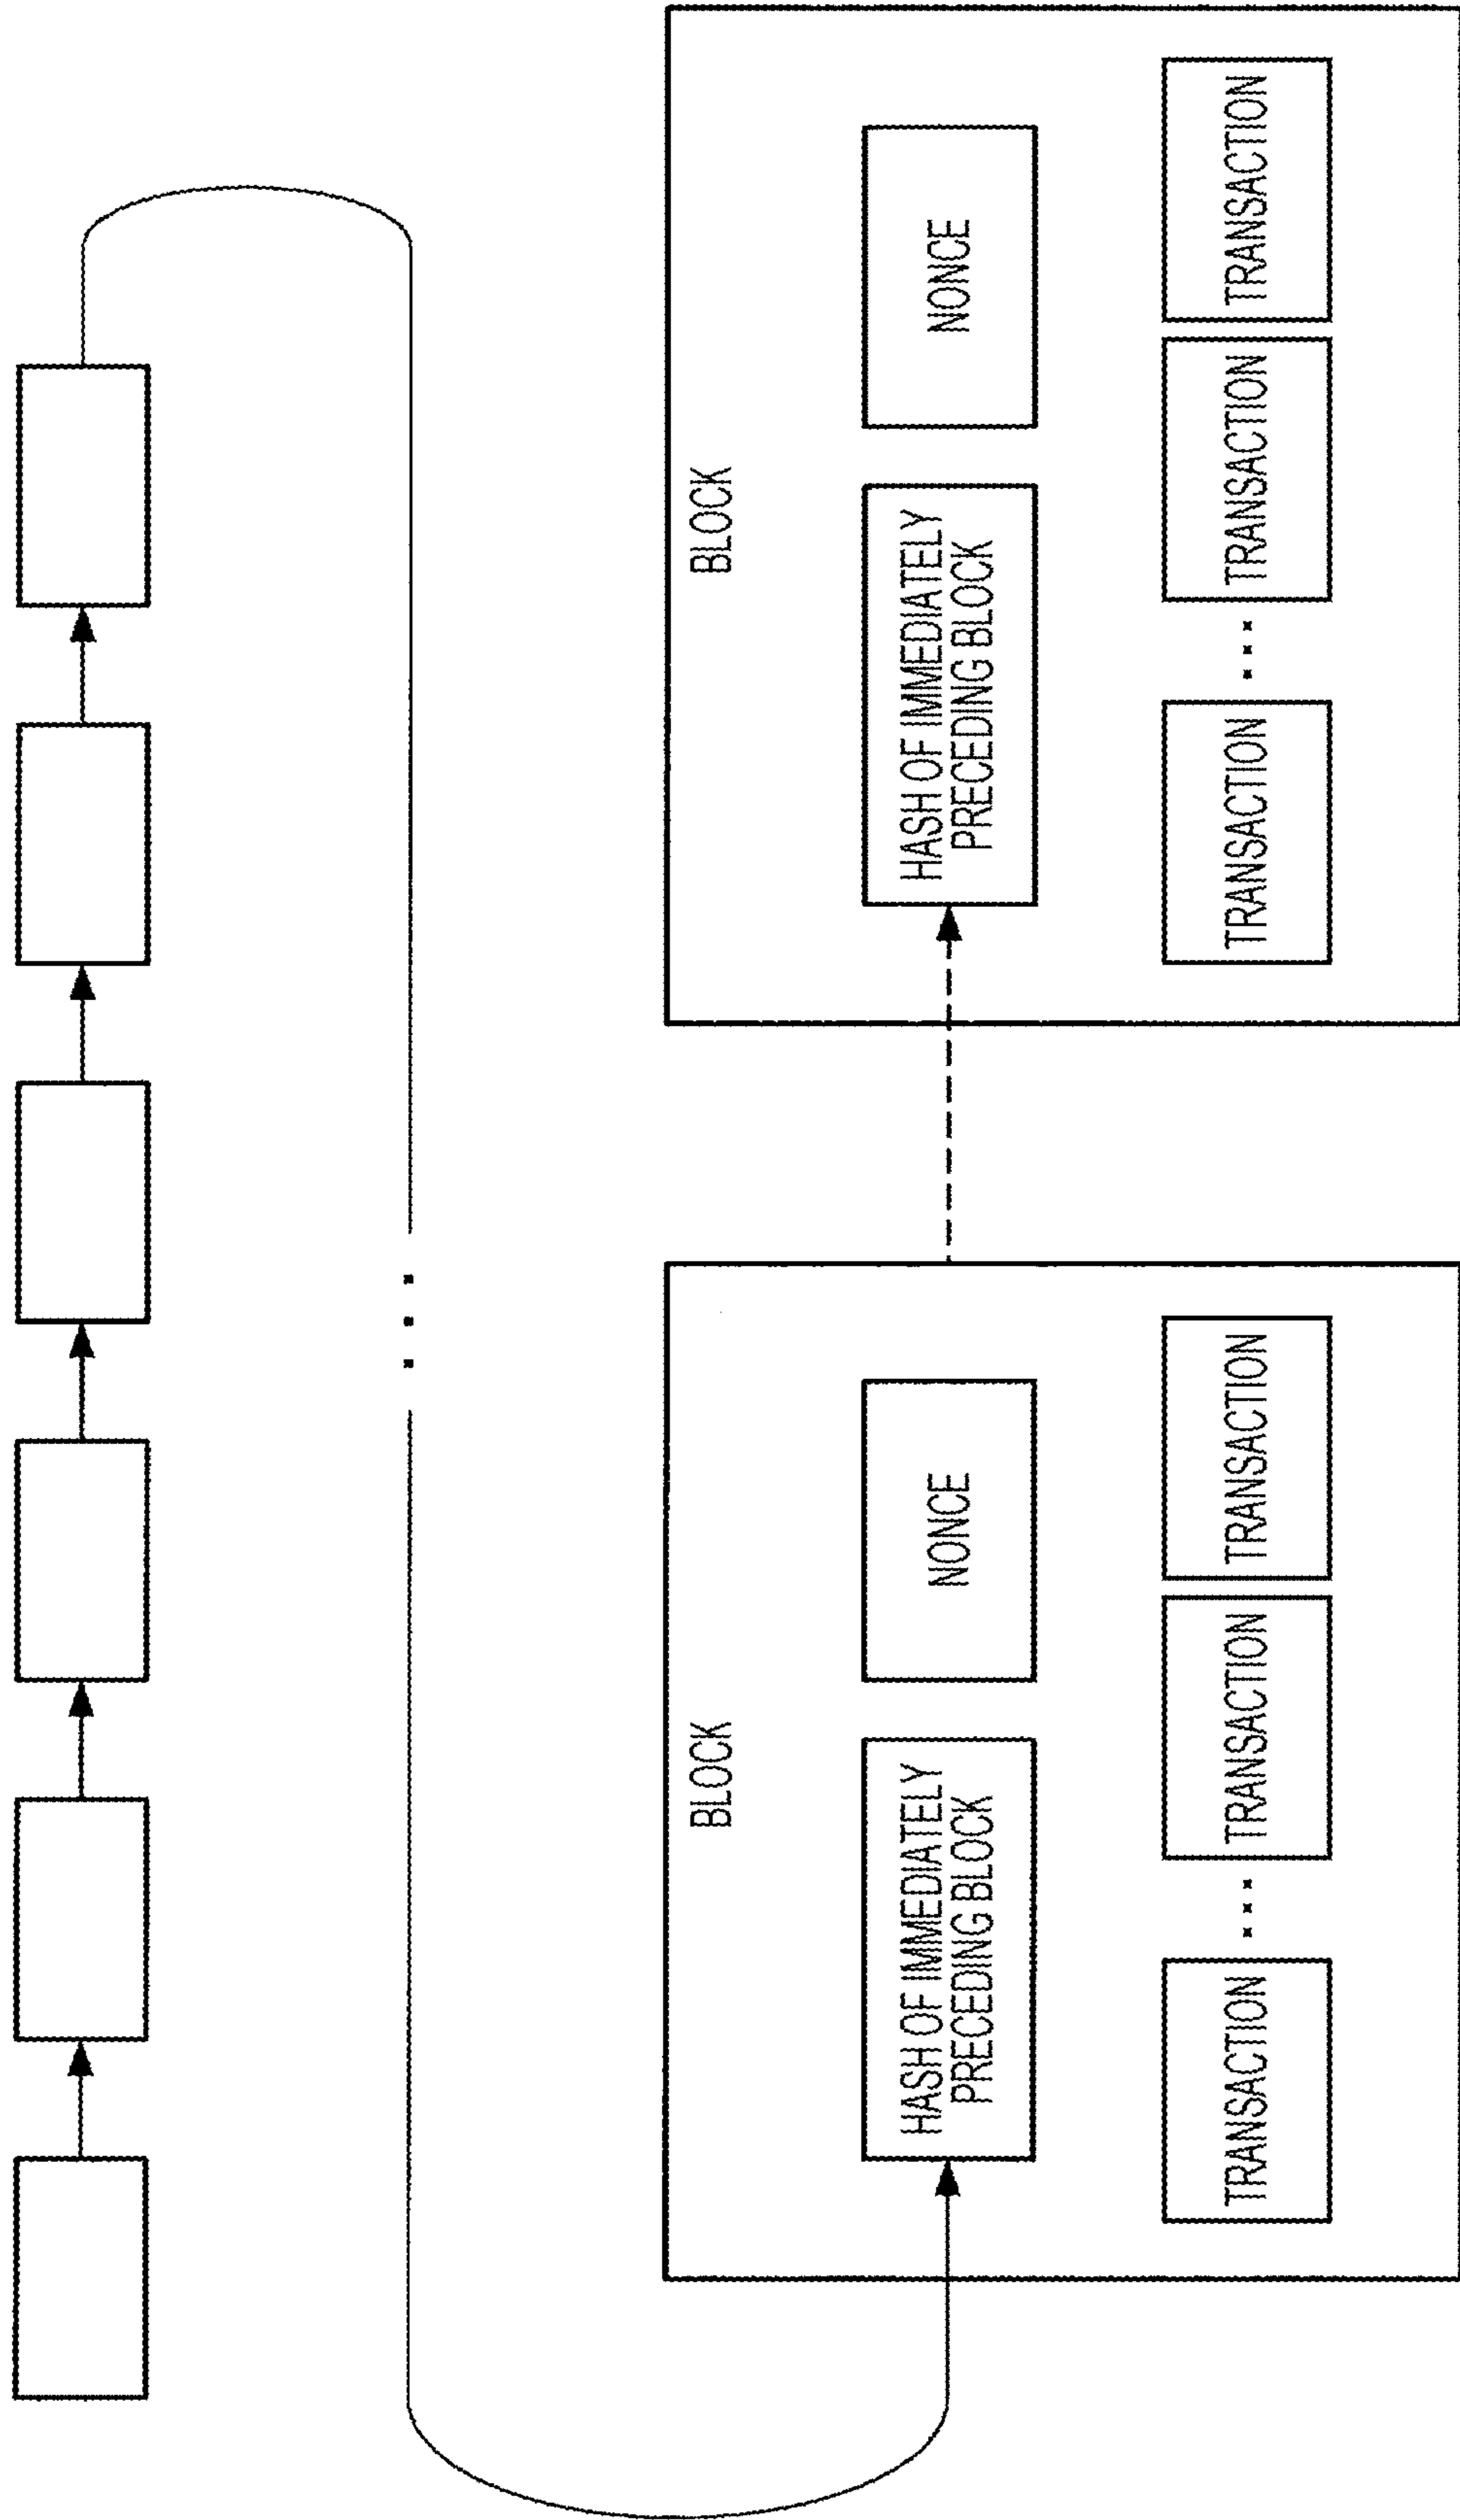 BLOCK
HASH OF IMMEDIATELY
PRECEDING BLOCK
NONCE
TRANSACTION
...
TRANSACTION
TRANSACTION
BLOCK
HASH OF IMMEDIATELY
PRECEDING BLOCK
NONCE
TRANSACTION
...
TRANSACTION
TRANSACTION